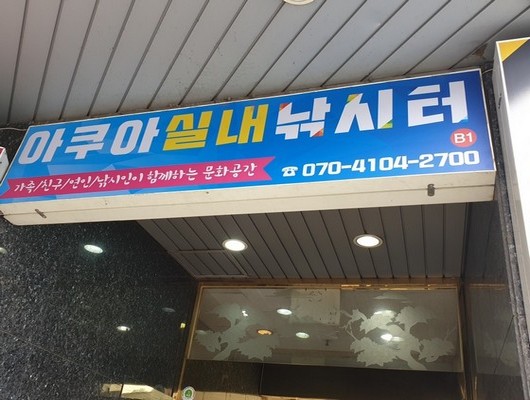 아쿠아실내낚시터
B1
가족/친구/연인/낚시인이 함께하는 문화공간
☎ 070-4104-2700